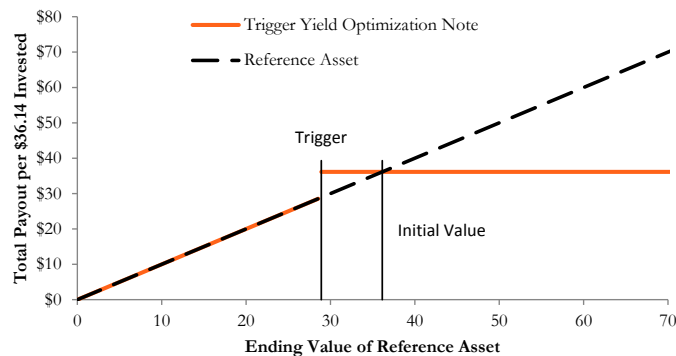 $80
$70
$60
$50
$40
$30
$20
$10
$0
Total Payout per $36.14 Invested
Trigger Yield Optimization Note
Reference Asset
Trigger
Initial Value
0 10 20 30 40 50 60 70
Ending Value of Reference Asset